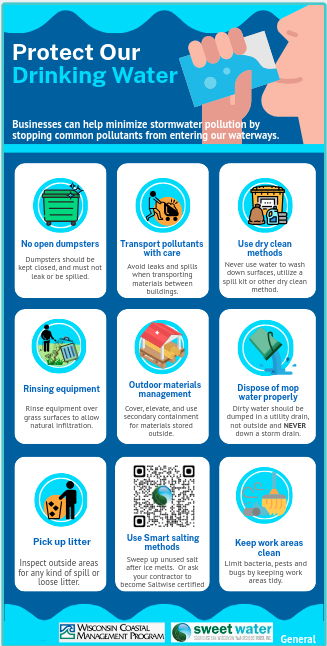 Protect Our
Drinking Water
Businesses can help minimize stormwater pollution by
stopping common pollutants from entering our waterways.
No open dumpsters
Dumpsters should be
kept closed, and must not
leak or be spilled.
Transport pollutants
with care
Avoid leaks and spills
when transporting
materials between
buildings.
Use dry clean
methods
Never use water to wash
down surfaces, utilize a
spill kit or other dry clean
method.
Rinsing equipment
Rinse equipment over
grass surfaces to allow
natural infiltration.
Outdoor materials
management
Cover, elevate, and use
secondary containment
for materials stored
outside.
Dispose of mop
water properly
Dirty water should be
dumped in a utility drain,
not outside and NEVER
down a storm drain.
Pick up litter
Inspect outside areas
for any kind of spill or
loose litter.
Use Smart salting
methods
Sweep up unused salt
after ice melts. Or ask
your contractor to
become Saltwise certified
Keep work areas
clean
Limit bacteria, pests and
bugs by keeping work
areas tidy.
WISCONSIN COASTAL
MANAGEMENT PROGRAM
sweet water
General